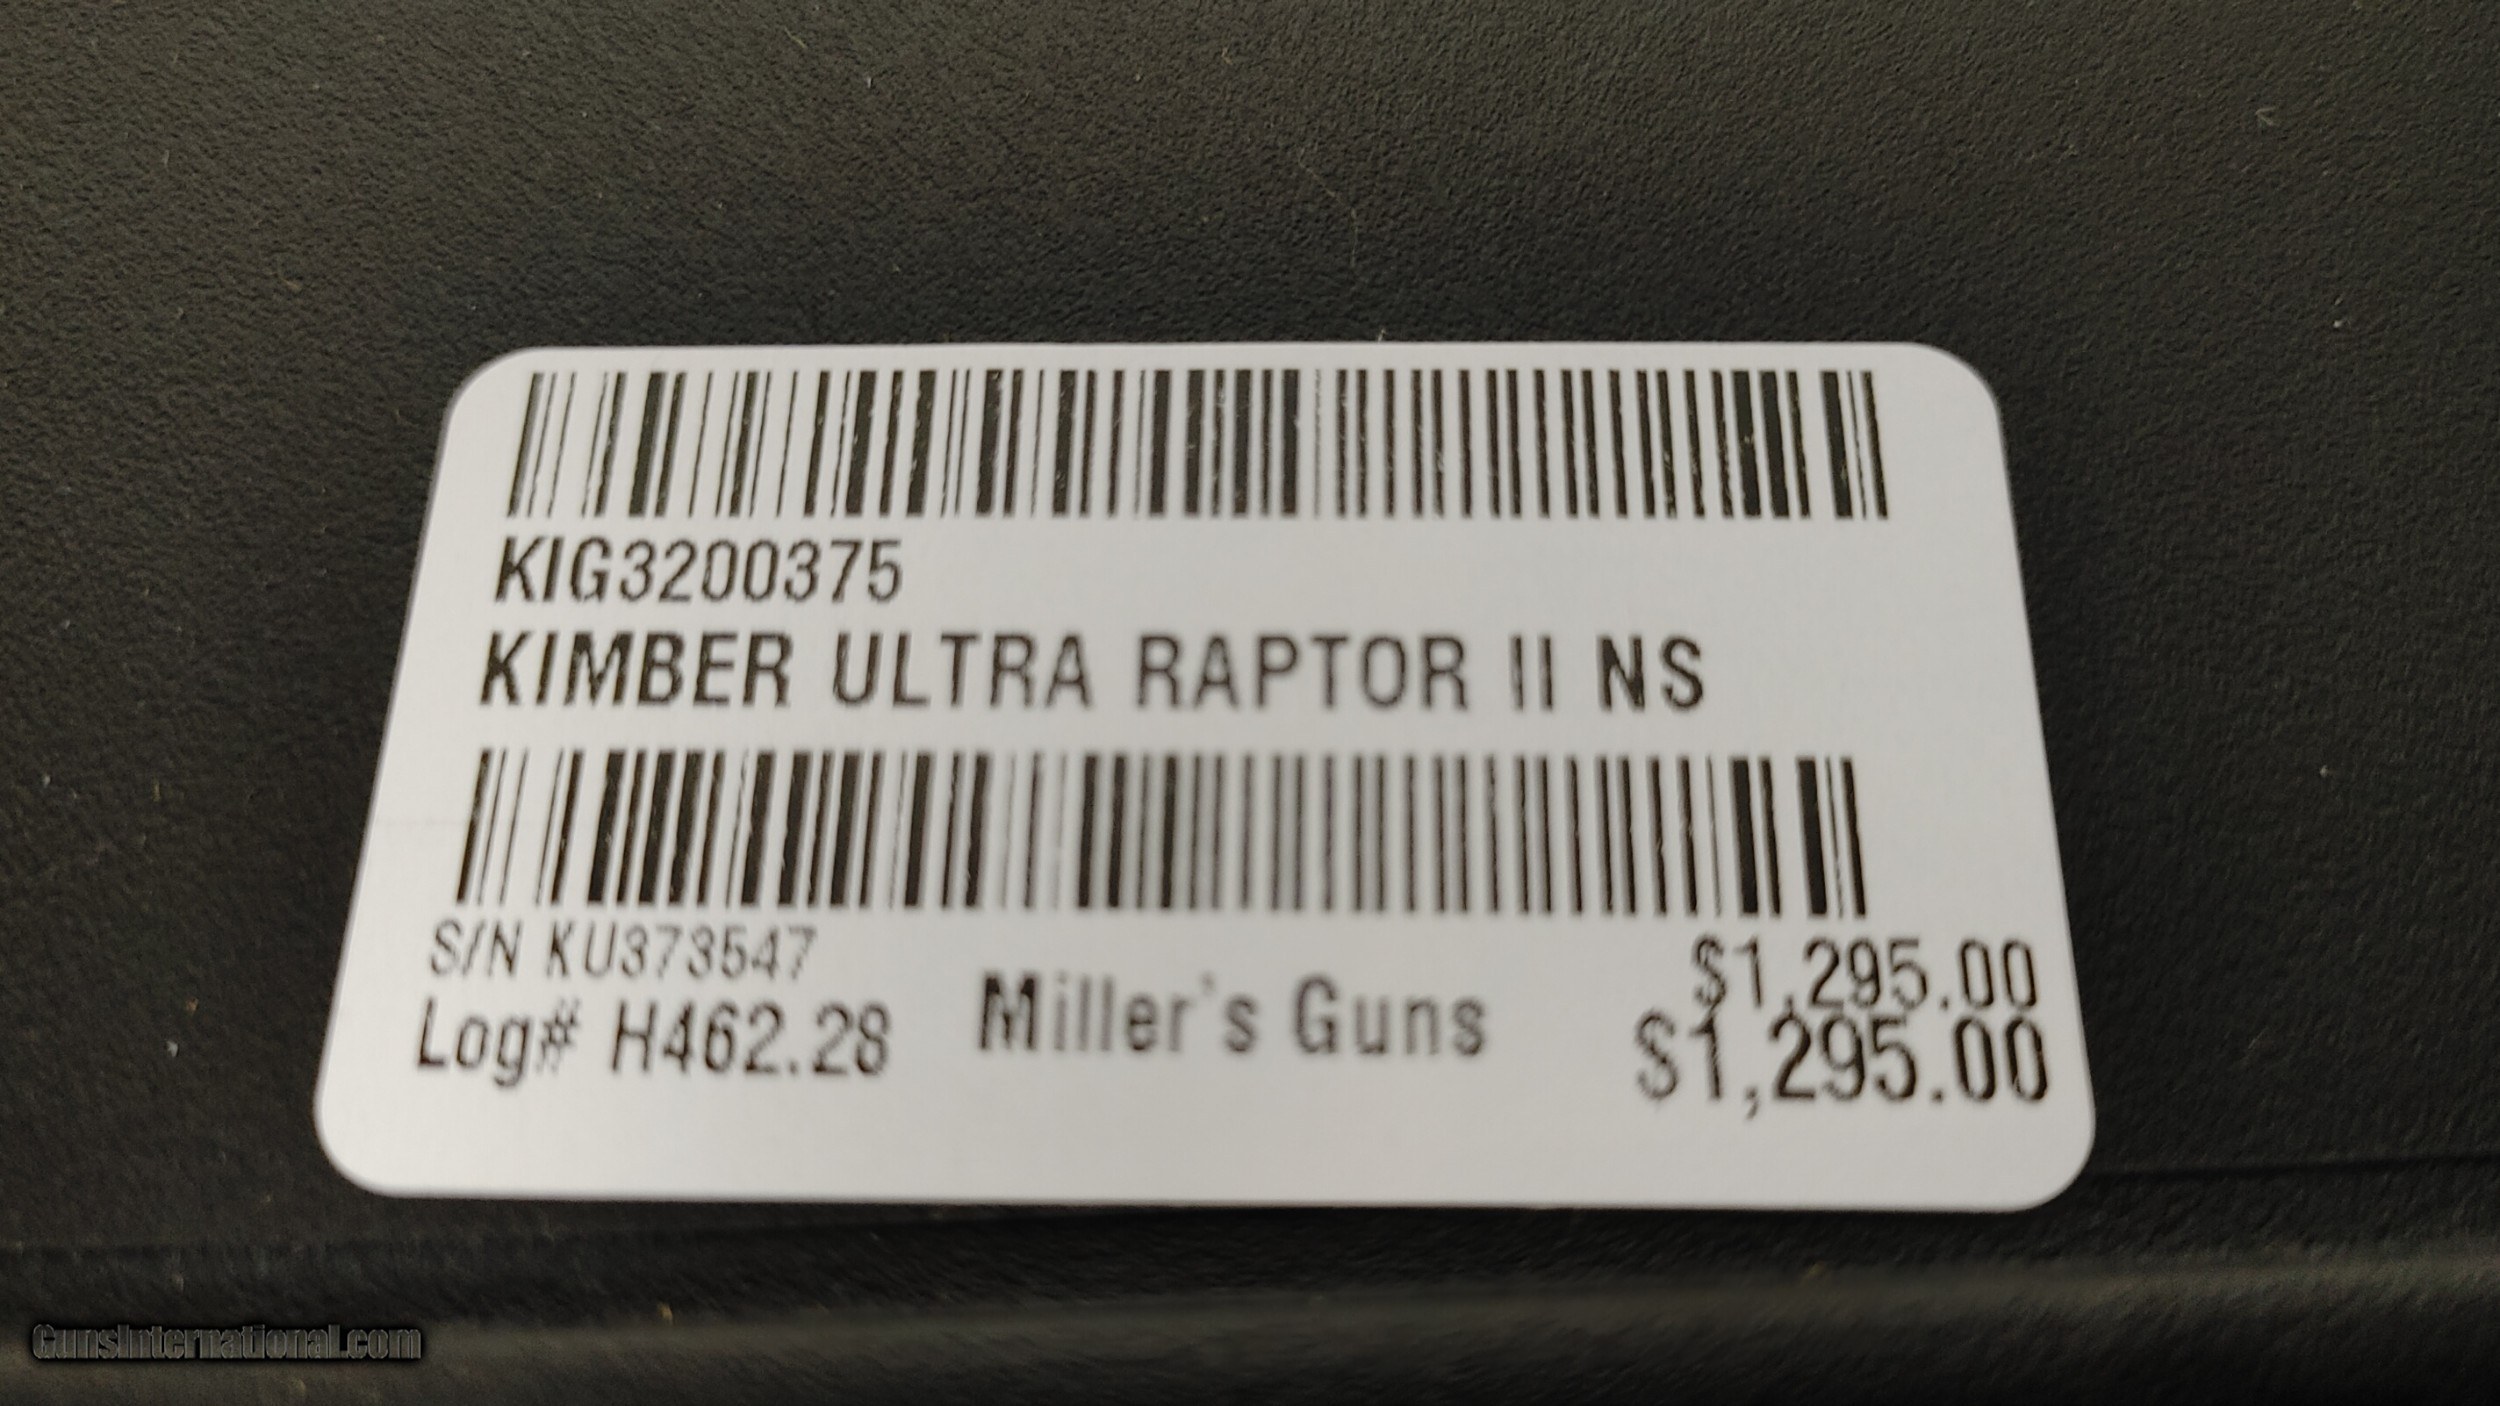 KIG3200375
KIMBER ULTRA RAPTOR II NS
S/N KU373547
Log# H462.28
Miller's Guns
$1,295.00
$1,295.00
GunsInternational.com